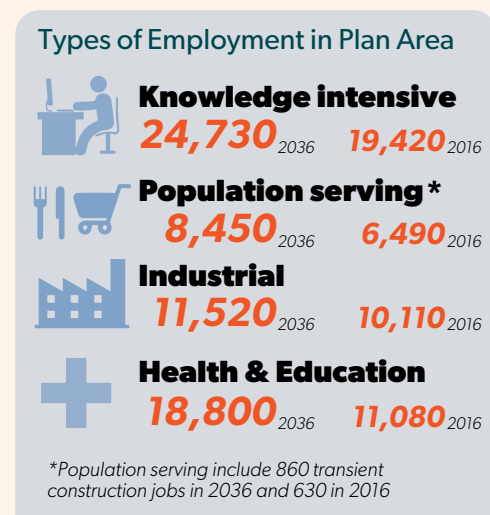 Types of Employment in Plan Area
Knowledge intensive
24,730 2036 19,420 2016
Population serving*
8,450 2036 6,490 2016
Industrial
11,520 2036 10,110 2016
Health & Education
18,800 2036 11,080 2016
*Population serving include 860 transient
construction jobs in 2036 and 630 in 2016